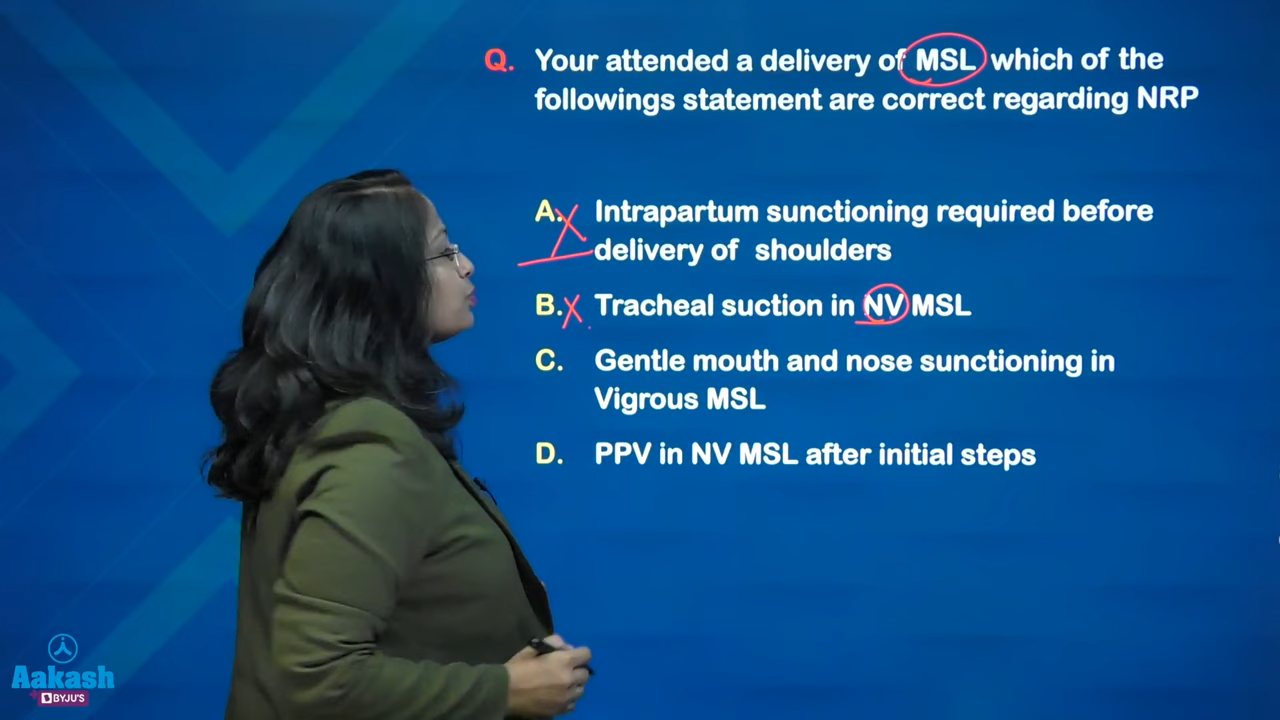 Q. Your attended a delivery of MSL which of the
followings statement are correct regarding NRP
A. Intrapartum sunctioning required before
delivery of shoulders
B. Tracheal suction in NV MSL
C. Gentle mouth and nose sunctioning in
Vigrous MSL
D. PPV in NV MSL after initial steps
Aakash
BYJU'S